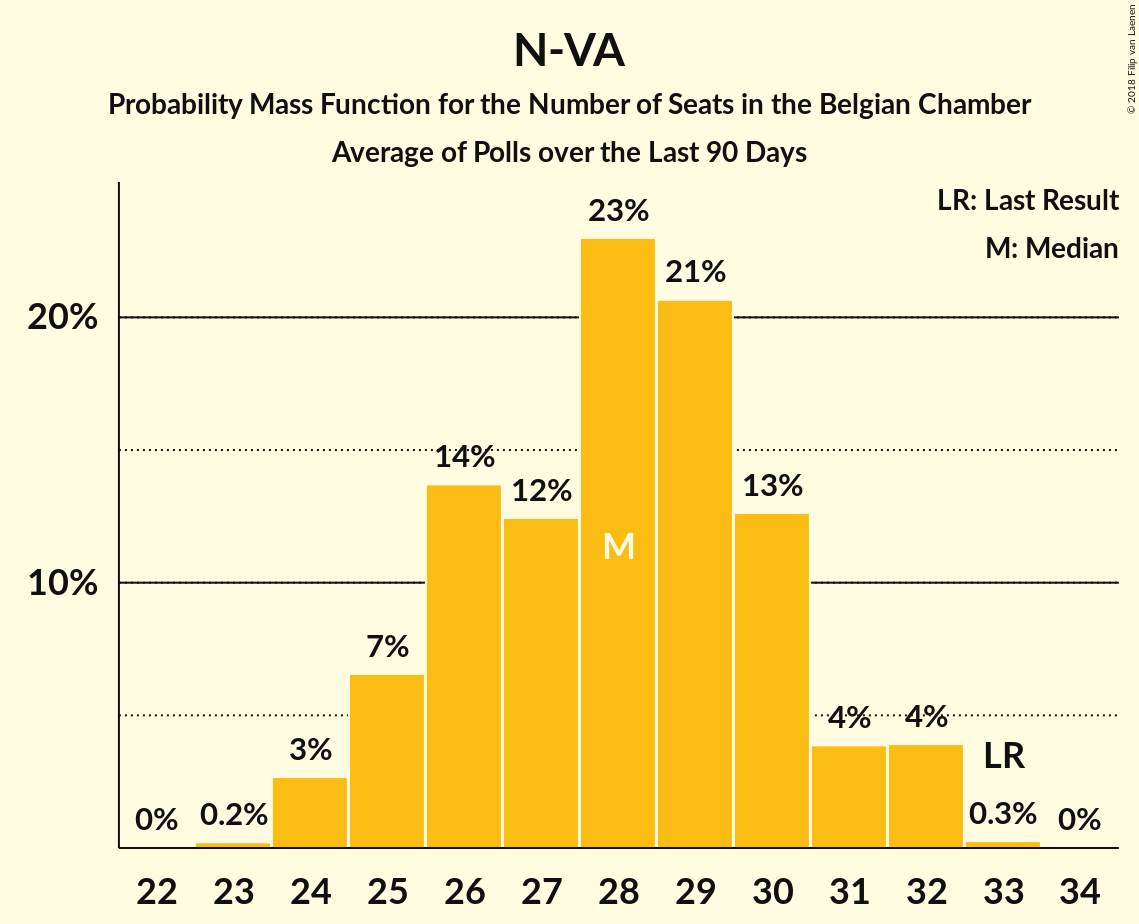 N-VA
Probability Mass Function for the Number of Seats in the Belgian Chamber
Average of Polls over the Last 90 Days
© 2018 Filip van Laenen
LR: Last Result
M: Median
20%
10%
0%
0.2%
3%
7%
14%
12%
23%
M
21%
13%
4%
4%
LR
0.3%
0%
22 23 24 25 26 27 28 29 30 31 32 33 34